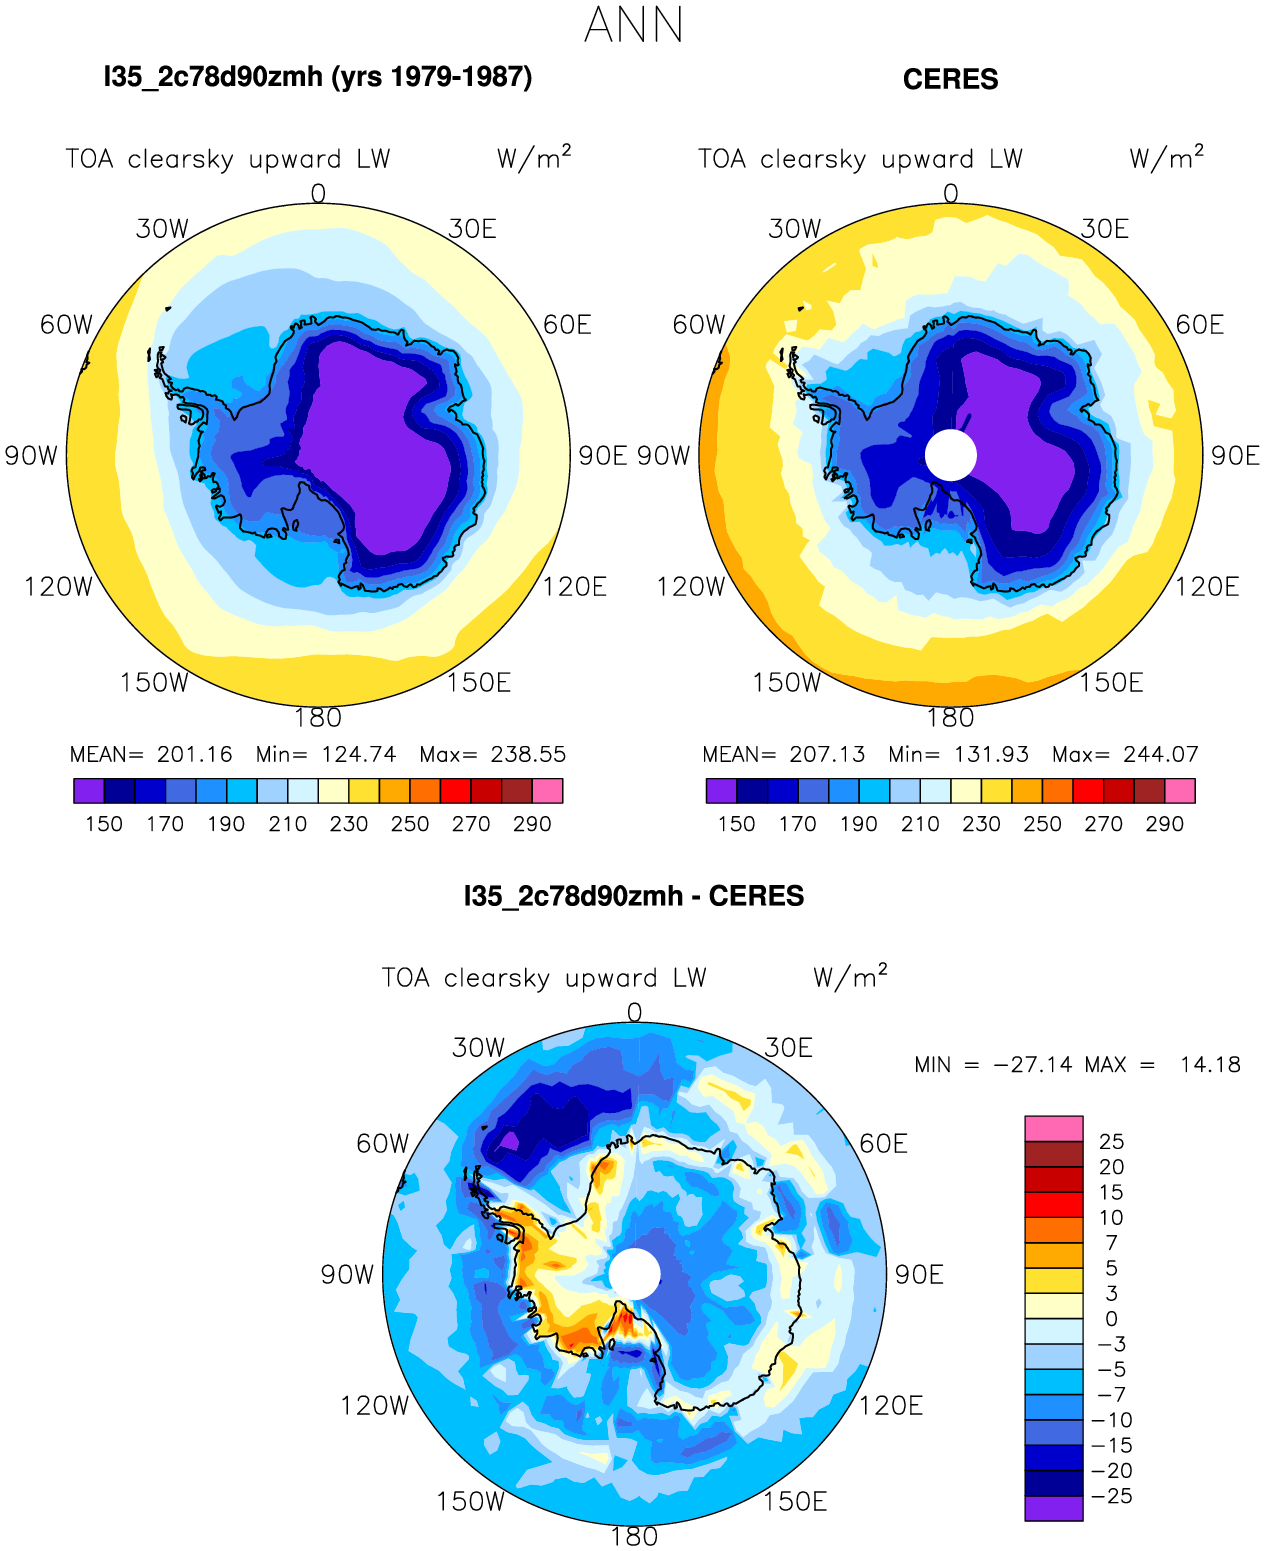 ANN
l35_2c78d90zmh (yrs 1979-1987)
CERES
TOA clearsky upward LW W/m²
TOA clearsky upward LW W/m²
0
0
30W 30E
30W 30E
60W 60E
60W 60E
90W 90E
90W 90E
120W 120E
120W 120E
150W 150E
150W 150E
180
180
MEAN= 201.16 Min= 124.74 Max= 238.55
MEAN= 207.13 Min= 131.93 Max= 244.07
150 170 190 210 230 250 270 290
150 170 190 210 230 250 270 290
l35_2c78d90zmh - CERES
TOA clearsky upward LW W/m²
0
30W 30E
MIN = −27.14 MAX = 14.18
60W 60E
90W 90E
120W 120E
150W 150E
180
25
20
15
10
7
5
3
0
−3
−5
−7
−10
−15
−20
−25